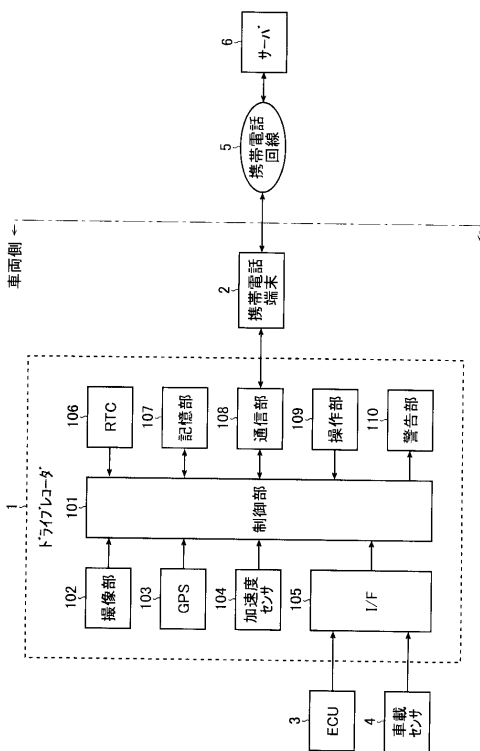 車両側
1
ドライブレコーダ
101
制御部
102
撮像部
103
GPS
104
加速度
センサ
105
I/F
106
RTC
107
記憶部
108
通信部
109
操作部
110
警告部
3
ECU
4
車載
センサ
2
携帯電話
端末
5
携帯電話
回線
6
サーバ